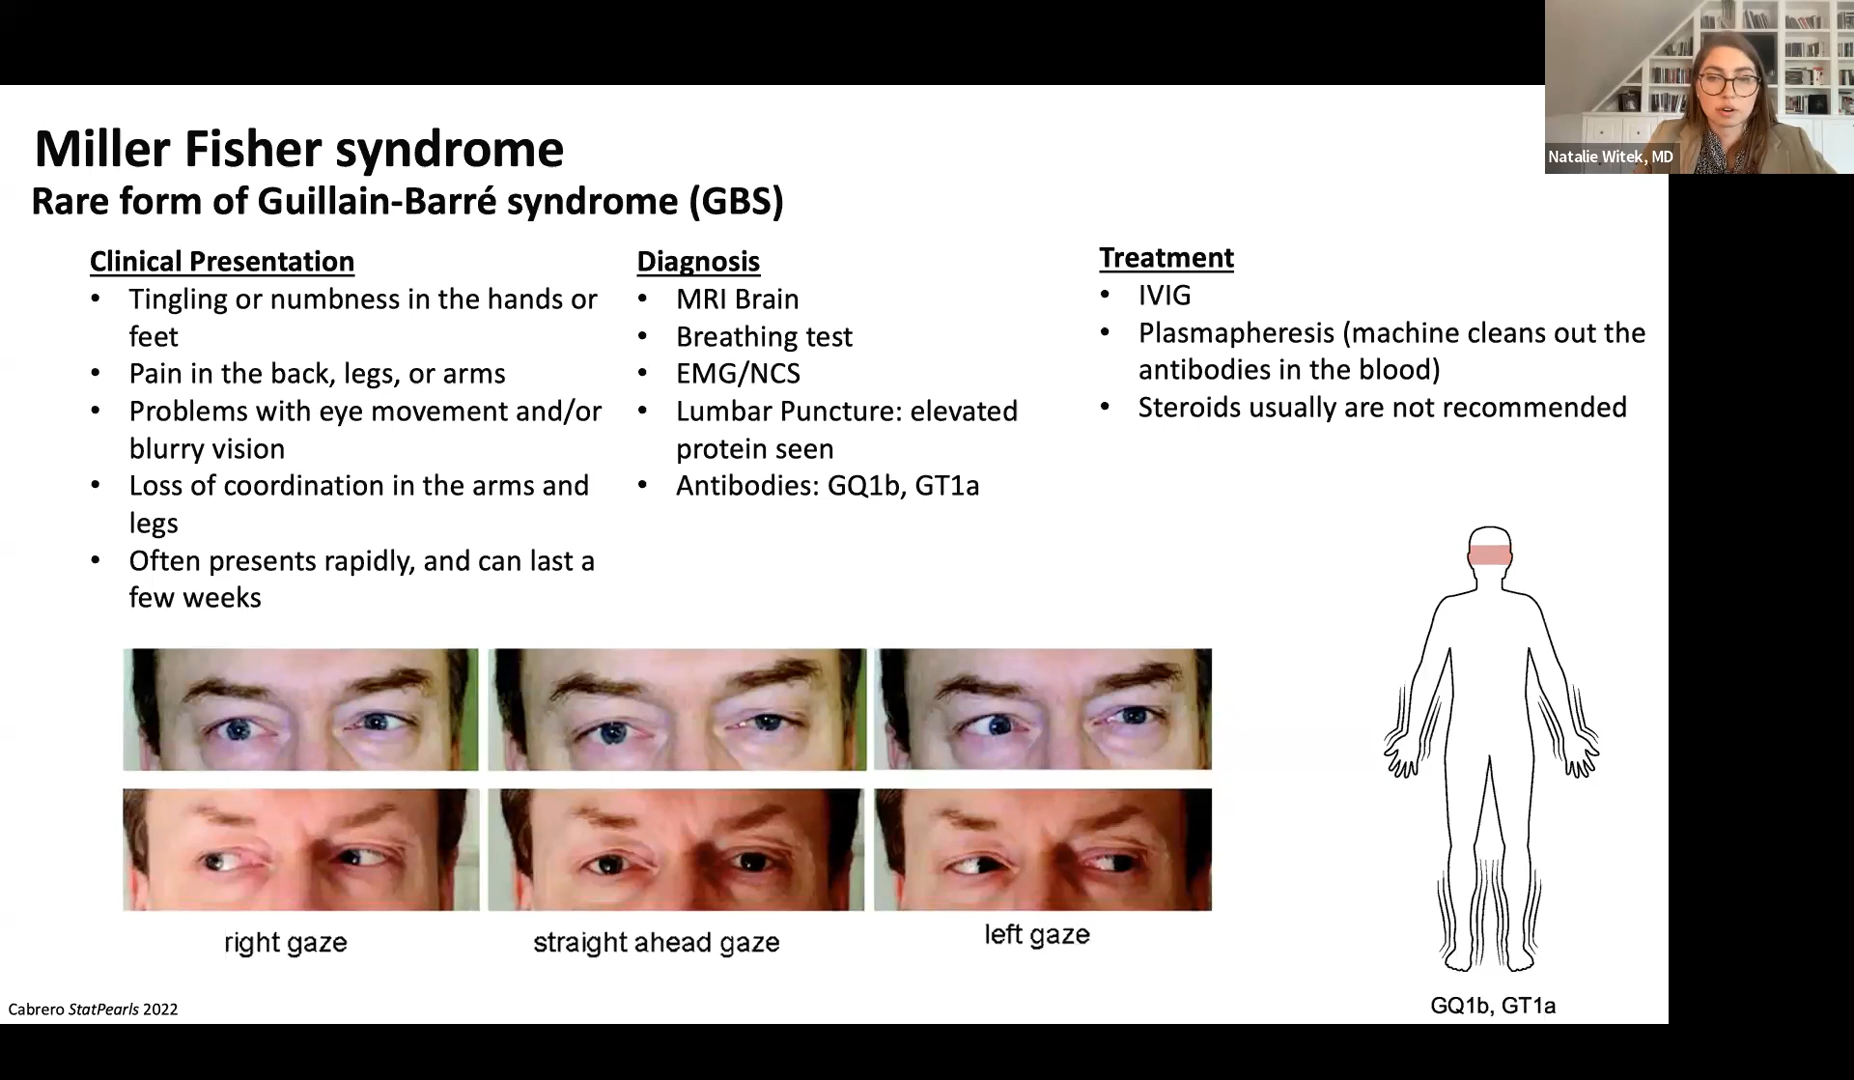 Natalie Witek, MD
Miller Fisher syndrome
Rare form of Guillain-Barré syndrome (GBS)
Clinical Presentation
• Tingling or numbness in the hands or
feet
• Pain in the back, legs, or arms
• Problems with eye movement and/or
blurry vision
• Loss of coordination in the arms and
legs
• Often presents rapidly, and can last a
few weeks
Diagnosis
• MRI Brain
• Breathing test
• EMG/NCS
• Lumbar Puncture: elevated
protein seen
• Antibodies: GQ1b, GT1a
Treatment
• IVIG
• Plasmapheresis (machine cleans out the
antibodies in the blood)
• Steroids usually are not recommended
right gaze
straight ahead gaze
left gaze
GQ1b, GT1a
Cabrero StatPearls 2022